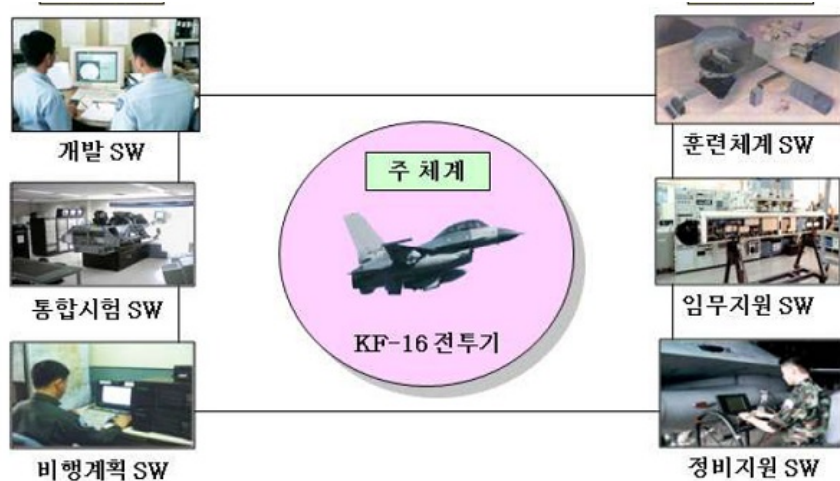 개발 SW
훈련체계 SW
주 체계
통합시험 SW
임무지원 SW
KF-16 전투기
비행계획 SW
정비지원 SW